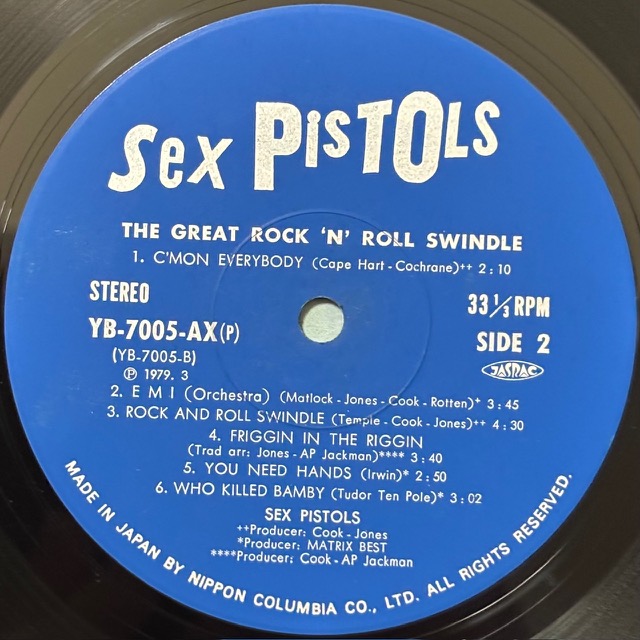 Sex PisTOLs
THE GREAT ROCK 'N' ROLL SWINDLE
1. C'MON EVERYBODY (Cape Hart - Cochrane)++ 2 : 10
STEREO
33 1/3 RPM
YB-7005-AX(P)
SIDE 2
(YB-7005-B)
JASRAC
Ⓟ 1979. 3
2. E M I (Orchestra) (Matlock - Jones - Cook - Rotten)* 3 : 45
3. ROCK AND ROLL SWINDLE (Temple - Cook - Jones)++ 4 : 30
4. FRIGGIN IN THE RIGGIN
(Trad arr: Jones - AP Jackman)**** 3 : 40
5. YOU NEED HANDS (Irwin)* 2 : 50
6. WHO KILLED BAMBY (Tudor Ten Pole)* 3 : 02
SEX PISTOLS
++Producer: Cook - Jones
*Producer: MATRIX BEST
****Producer: Cook - AP Jackman
MADE IN JAPAN BY NIPPON COLUMBIA CO., LTD. ALL RIGHTS RESERVED.